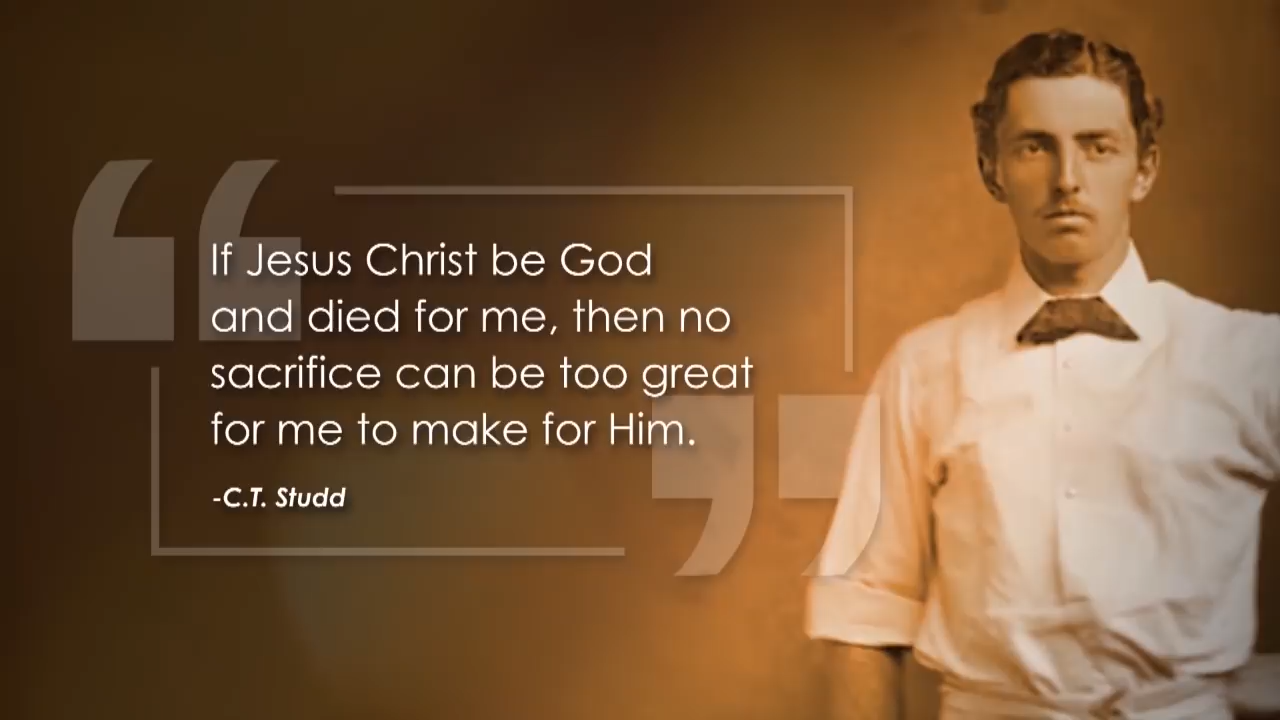 If Jesus Christ be God
and died for me, then no
sacrifice can be too great
for me to make for Him.
-C.T. Studd